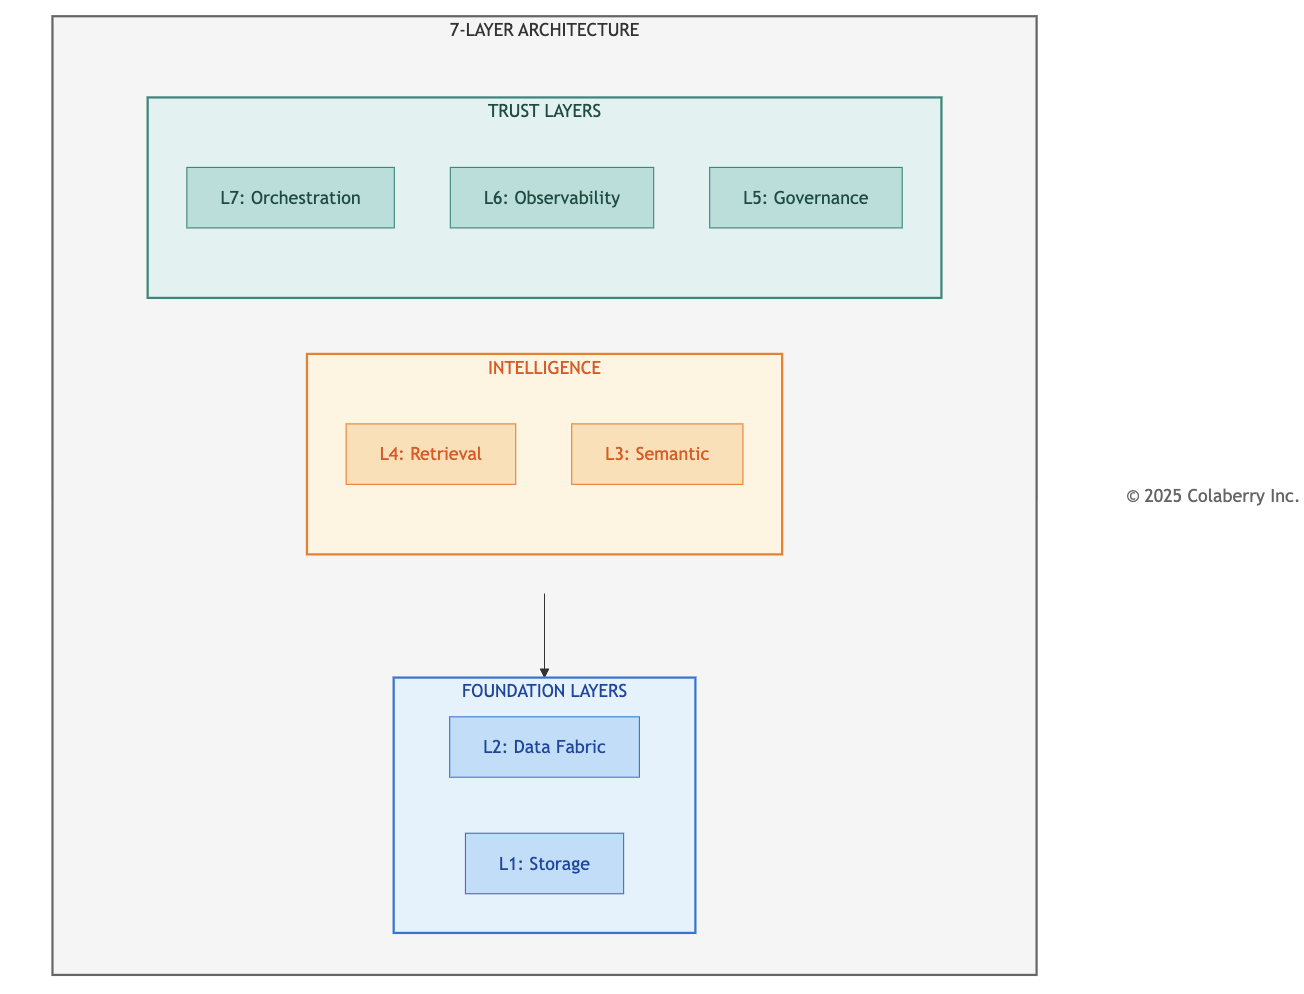 7-LAYER ARCHITECTURE
TRUST LAYERS
L7: Orchestration
L6: Observability
L5: Governance
INTELLIGENCE
L4: Retrieval
L3: Semantic
© 2025 Colaberry Inc.
FOUNDATION LAYERS
L2: Data Fabric
L1: Storage